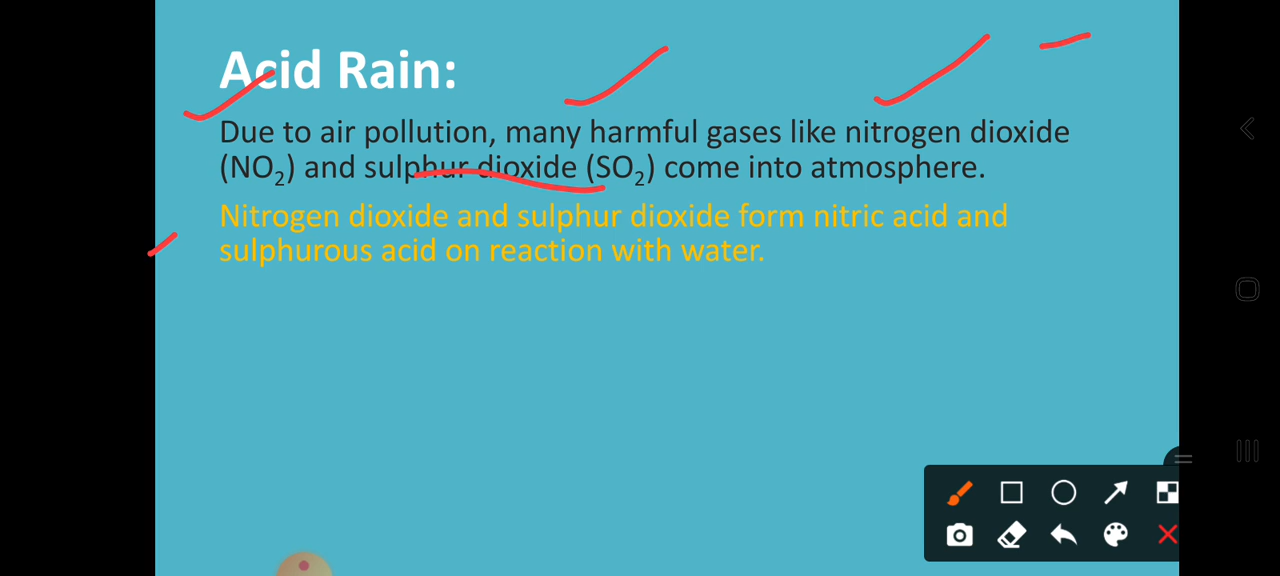 Acid Rain:
Due to air pollution, many harmful gases like nitrogen dioxide
(NO₂) and sulphur dioxide (SO₂) come into atmosphere.
Nitrogen dioxide and sulphur dioxide form nitric acid and
sulphurous acid on reaction with water.